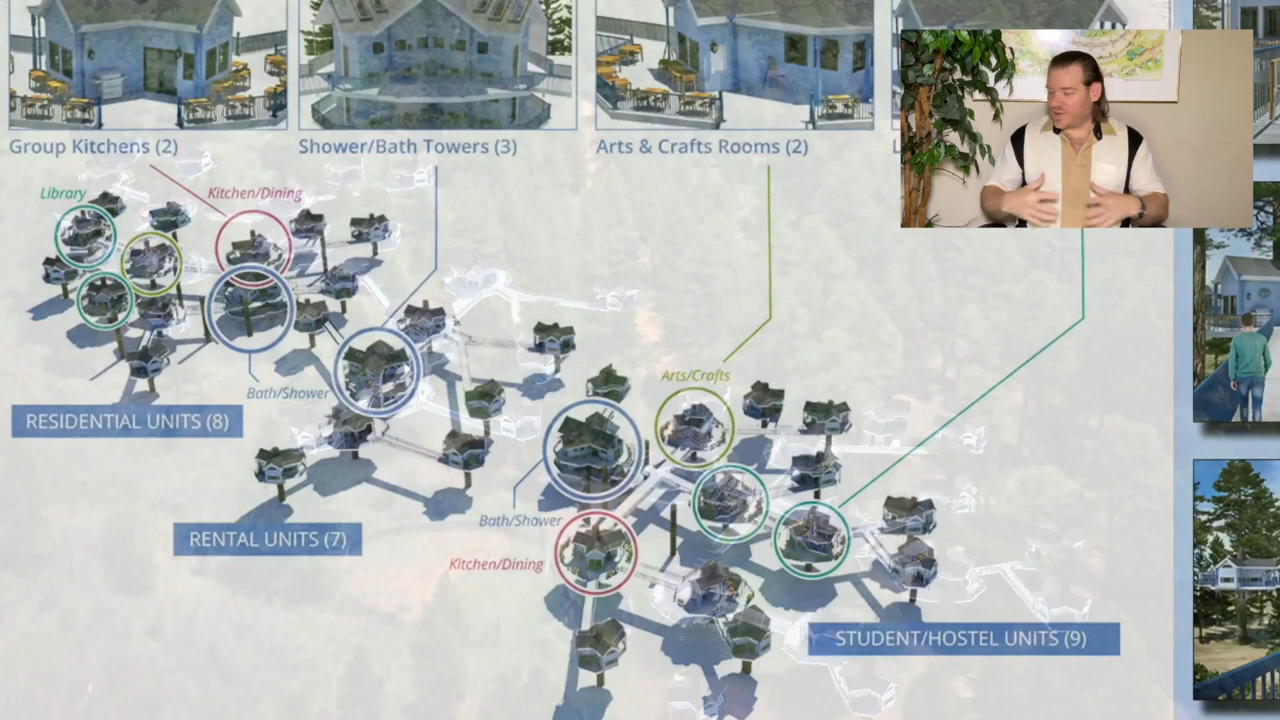 Group Kitchens (2)
Shower/Bath Towers (3)
Arts & Crafts Rooms (2)
Library
Kitchen/Dining
Bath/Shower
Arts/Crafts
RESIDENTIAL UNITS (8)
Bath/Shower
RENTAL UNITS (7)
Kitchen/Dining
STUDENT/HOSTEL UNITS (9)